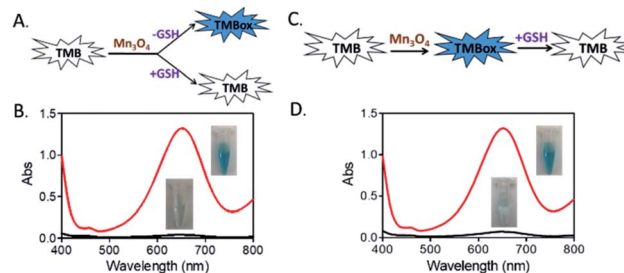 A.
TMB
Mn₃O₄
-GSH
TMBox
+GSH
TMB
C.
TMB
Mn₃O₄
TMBox
+GSH
TMB
B.
Abs
1.5
1.0
0.5
0.0
400 500 600 700 800
Wavelength (nm)
D.
Abs
1.5
1.0
0.5
0.0
400 500 600 700 800
Wavelength (nm)